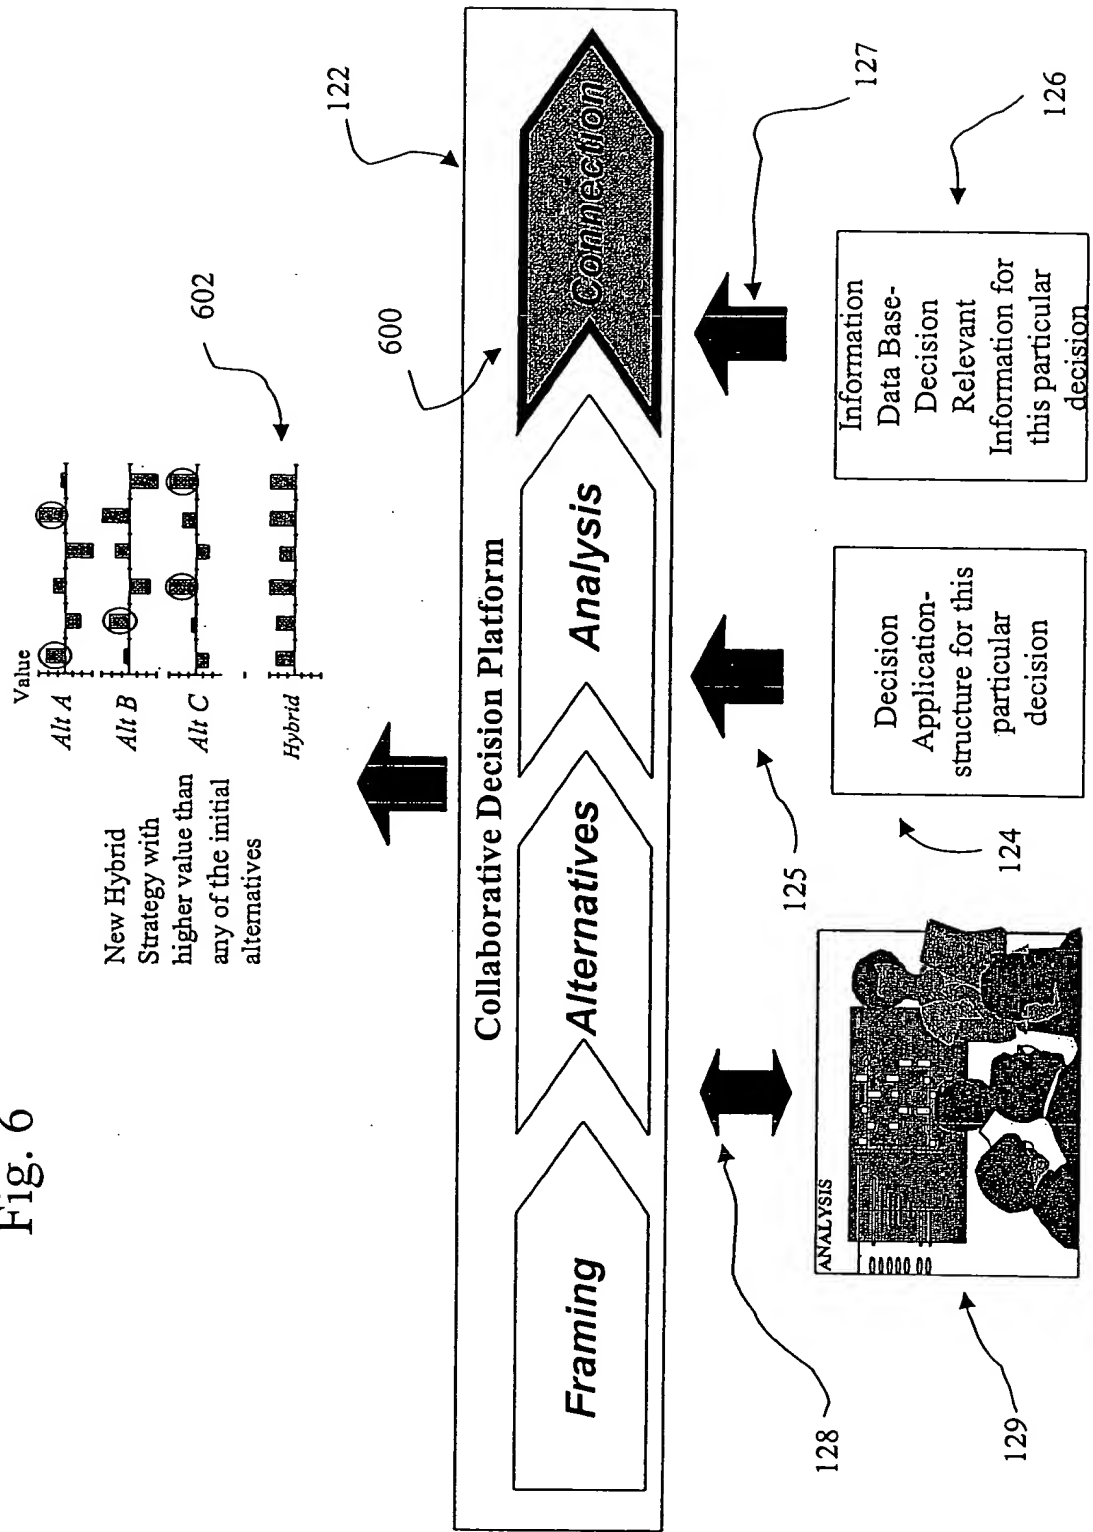 Fig. 6
New Hybrid
Strategy with
higher value than
any of the initial
alternatives
Value
Alt A
Alt B
Alt C
Hybrid
602
600
122
Collaborative Decision Platform
Framing
Alternatives
Analysis
Connection
128
125
127
ANALYSIS
129
124
Decision
Application-
structure for this
particular
decision
Information
Data Base-
Decision
Relevant
Information for
this particular
decision
126